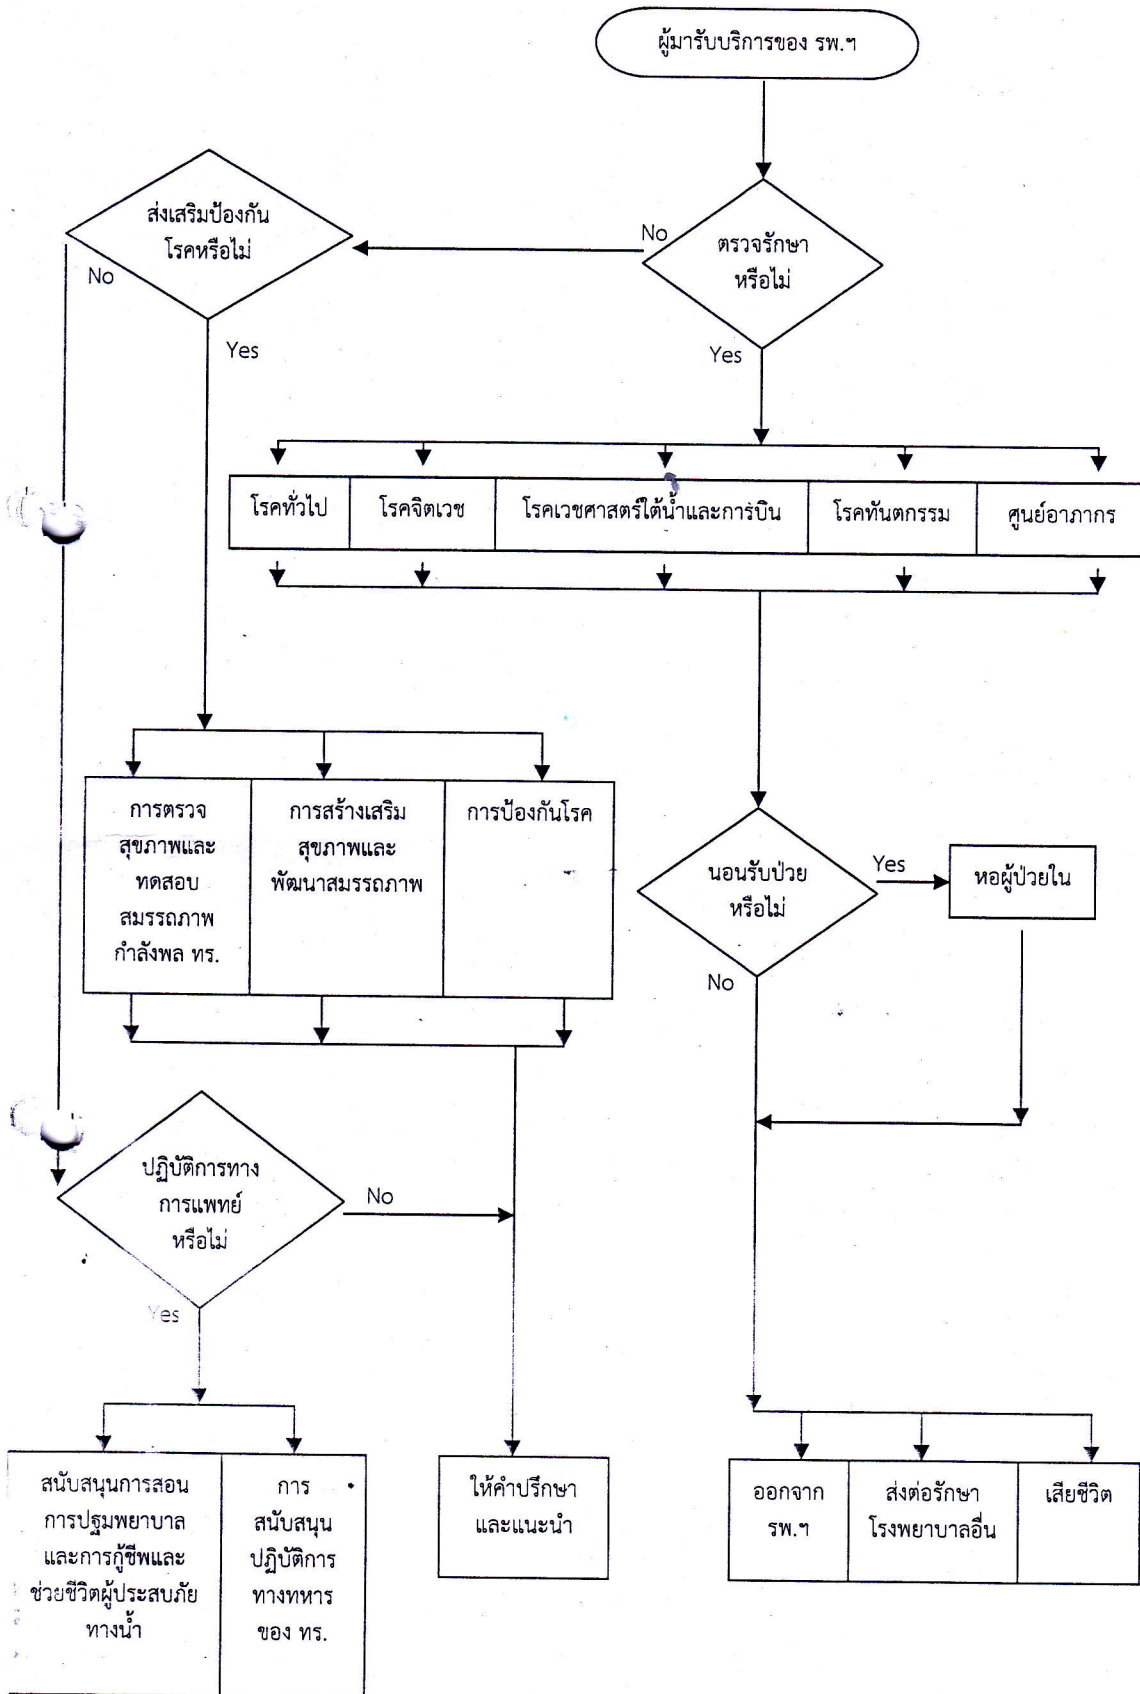 ผู้มารับบริการของ รพ.ฯ
ส่งเสริมป้องกัน
โรคหรือไม่
No
Yes
No
ตรวจรักษา
หรือไม่
Yes
โรคทั่วไป
โรคจิตเวช
โรคเวชศาสตร์ใต้น้ำและการบิน
โรคทันตกรรม
ศูนย์อาภากร
การตรวจ
สุขภาพและ
ทดสอบ
สมรรถภาพ
กำลังพล ทร.
การสร้างเสริม
สุขภาพและ
พัฒนาสมรรถภาพ
การป้องกันโรค
นอนรับป่วย
หรือไม่
Yes
หอผู้ป่วยใน
No
ปฏิบัติการทาง
การแพทย์
หรือไม่
No
Yes
สนับสนุนการสอน
การปฐมพยาบาล
และการกู้ชีพและ
ช่วยชีวิตผู้ประสบภัย
ทางน้ำ
การ
สนับสนุน
ปฏิบัติการ
ทางทหาร
ของ ทร.
ให้คำปรึกษา
และแนะนำ
ออกจาก
รพ.ฯ
ส่งต่อรักษา
โรงพยาบาลอื่น
เสียชีวิต